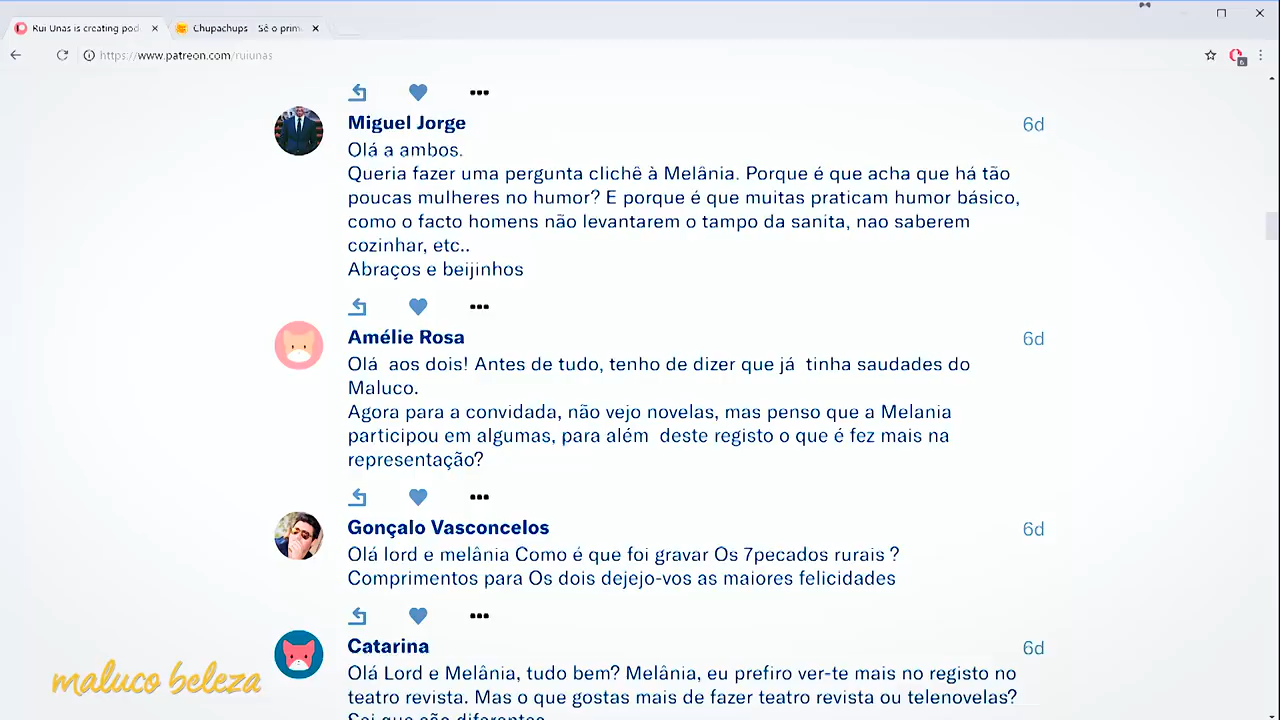 Rui Unas is creating pod
Chupachups Sê o prim
https://www.patreon.com/ruiunas
6
Miguel Jorge
6d
Olá a ambos.
Queria fazer uma pergunta clichê à Melânia. Porque é que acha que há tão
poucas mulheres no humor? E porque é que muitas praticam humor básico,
como o facto homens não levantarem o tampo da sanita, nao saberem
cozinhar, etc..
Abraços e beijinhos
Amélie Rosa
6d
Olá aos dois! Antes de tudo, tenho de dizer que já tinha saudades do
Maluco.
Agora para a convidada, não vejo novelas, mas penso que a Melania
participou em algumas, para além deste registo o que é fez mais na
representação?
Gonçalo Vasconcelos
6d
Olá lord e melânia Como é que foi gravar Os 7pecados rurais ?
Comprimentos para Os dois dejejo-vos as maiores felicidades
Catarina
6d
Olá Lord e Melânia, tudo bem? Melânia, eu prefiro ver-te mais no registo no
teatro revista. Mas o que gostas mais de fazer teatro revista ou telenovelas?
Sei que são diferentes
maluco beleza